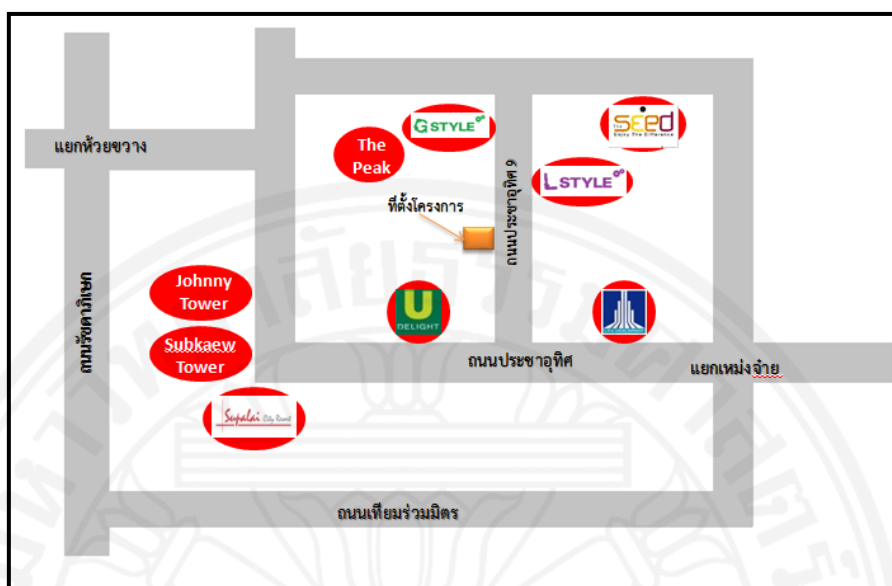 GSTYLE
The
SEED
Enjoy The Difference
แยกห้วยขวาง
The
Peak
LSTYLE
ถนนประชาอุทิศ 9
ที่ตั้งโครงการ
ถนนรัชดาภิเษก
Johnny
Tower
U
DELIGHT
Subkaew
Tower
ถนนประชาอุทิศ
แยกเหม่งจ๋าย
Supalai City Resort
ถนนเทียมร่วมมิตร